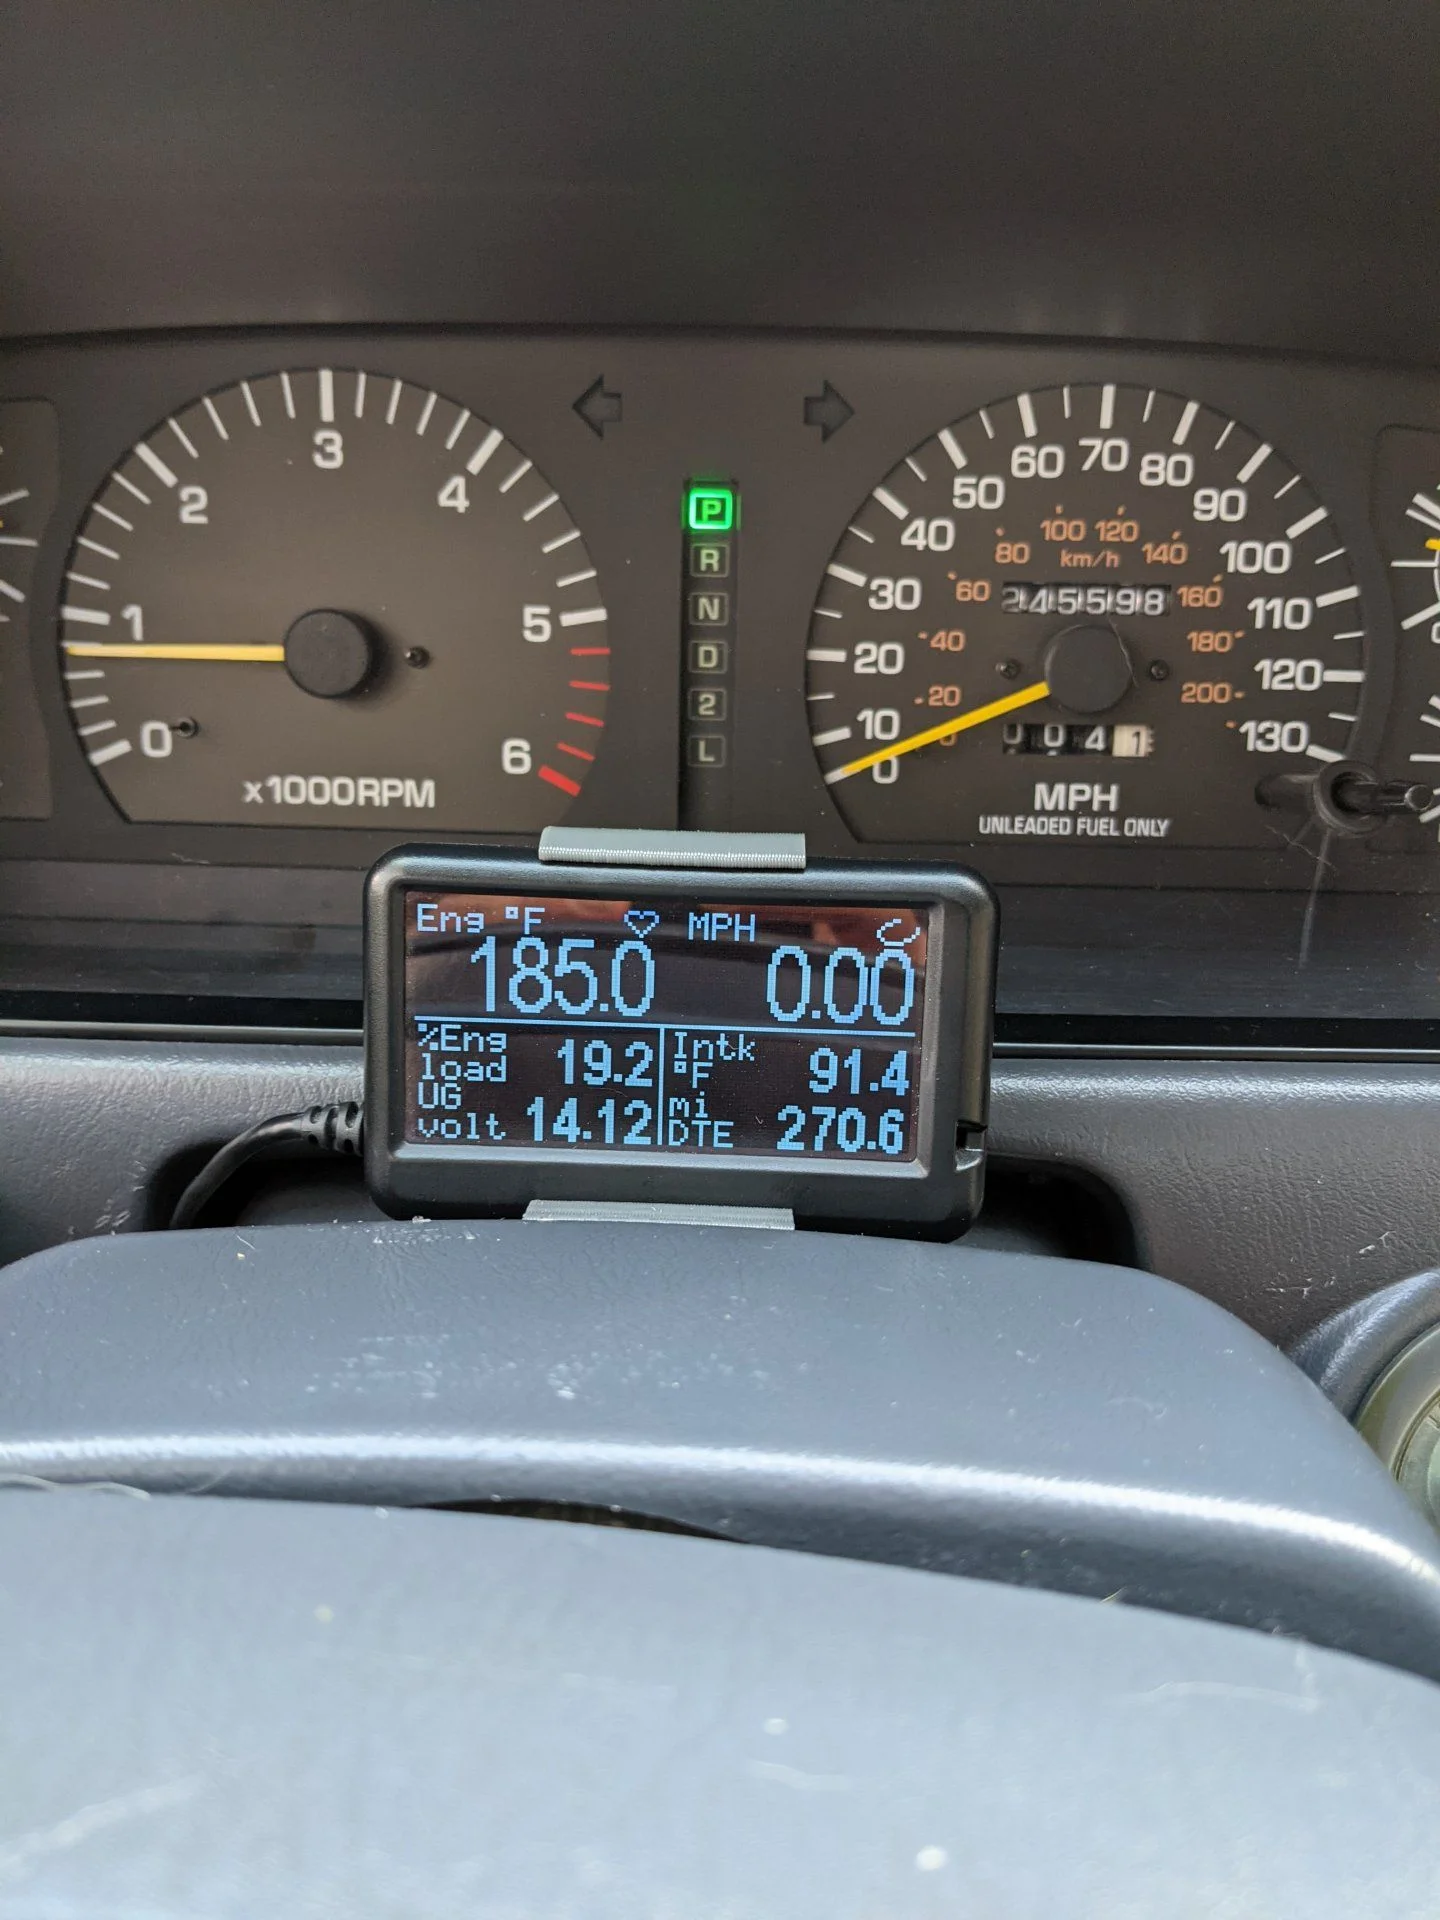 0 1 2 3 4 5 6
x1000RPM
P
R
N
D
2
L
0 10 20 30 40 50 60 70 80 90 100 110 120 130
20 40 60 80 100 120 140 160 180 200
km/h
245598
0041
MPH
UNLEADED FUEL ONLY
Eng °F MPH
185.0 0.00
%Eng load 19.2
Intk °F 91.4
UG volt 14.12
mi DTE 270.6